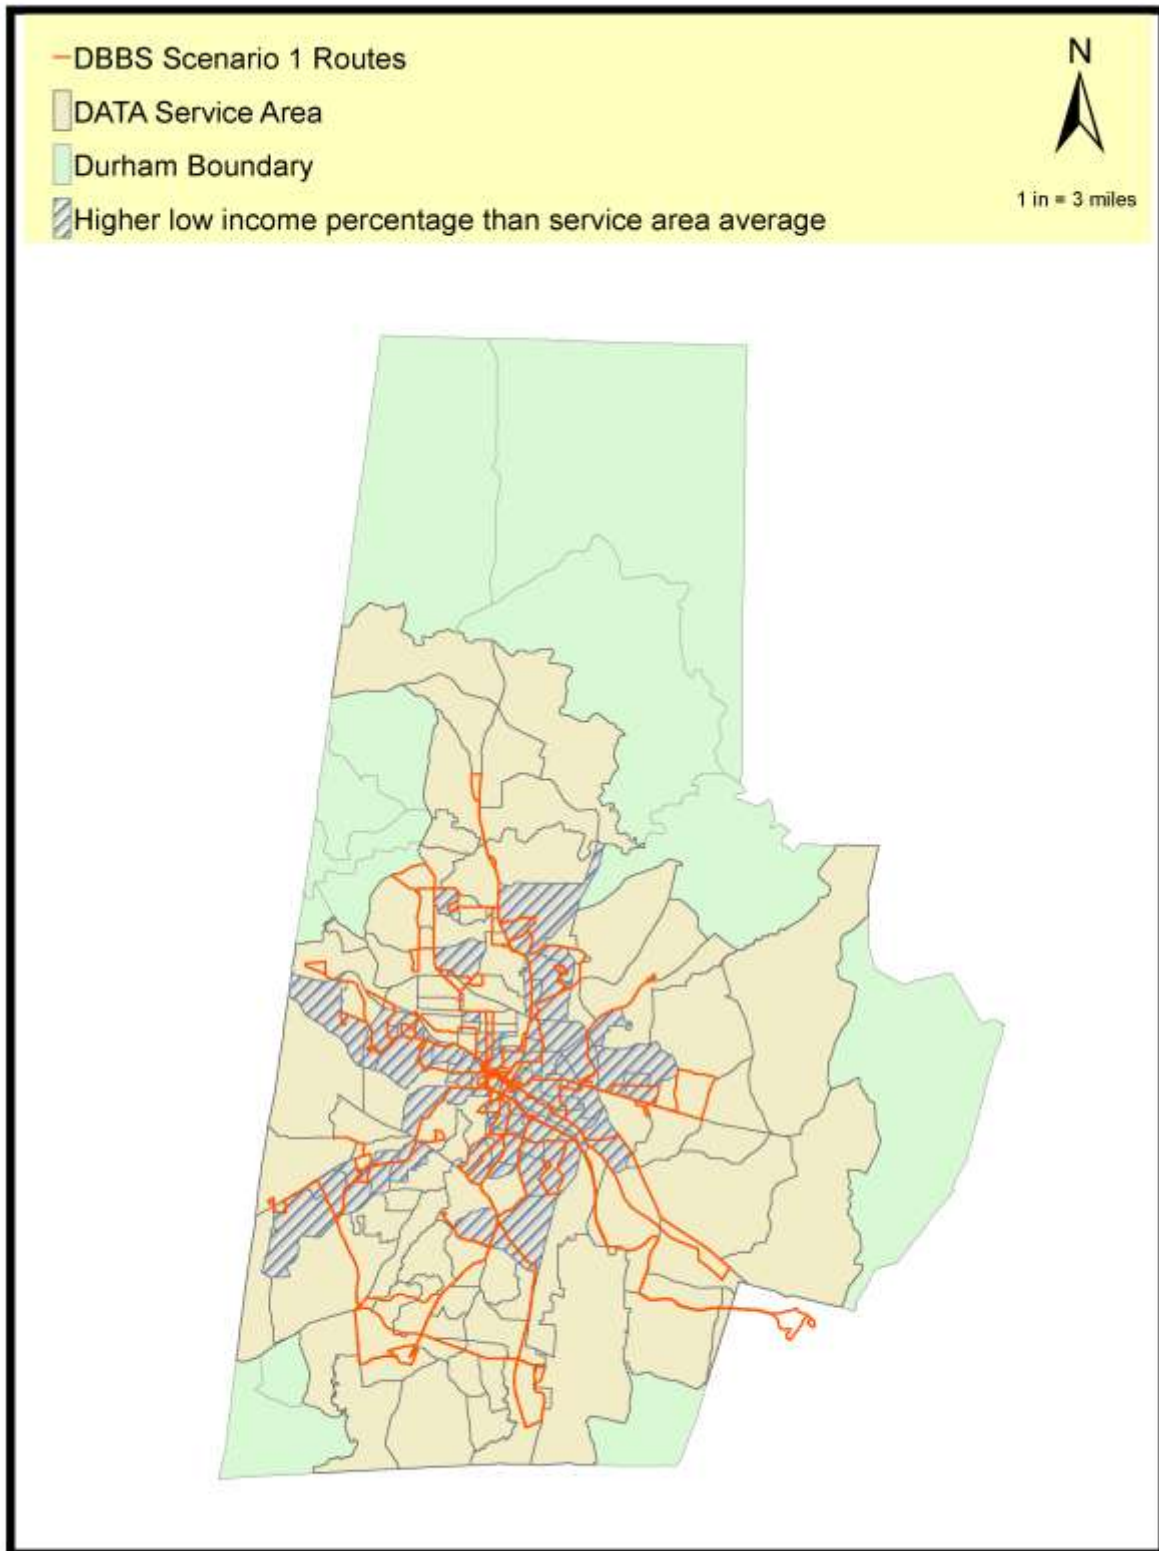 DBBS Scenario 1 Routes
DATA Service Area
Durham Boundary
Higher low income percentage than service area average
N
1 in = 3 miles